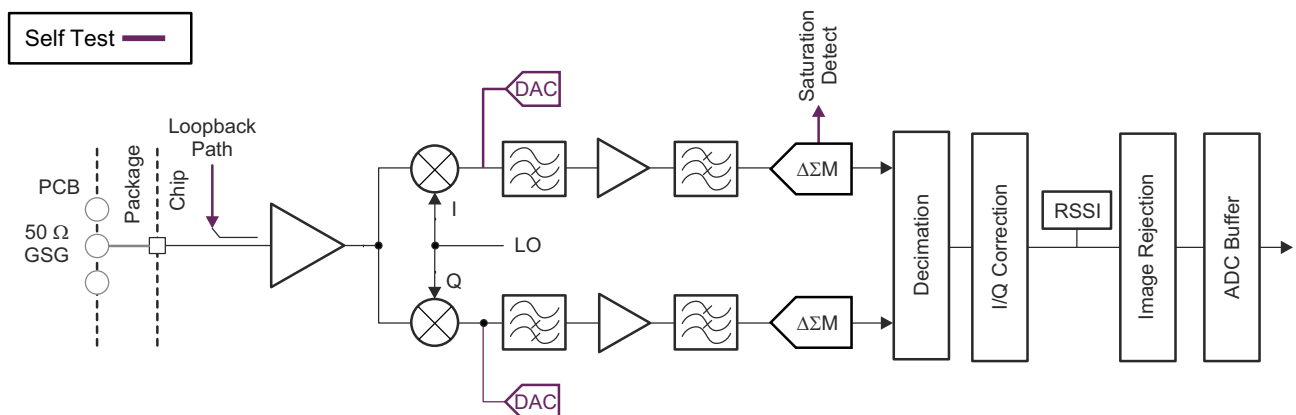 Self Test
DAC
Saturation
Detect
Loopback
Path
PCB
Package
Chip
50 Ω
GSG
I
LO
Q
ΔΣM
ΔΣM
DAC
Decimation
I/Q Correction
RSSI
Image Rejection
ADC Buffer